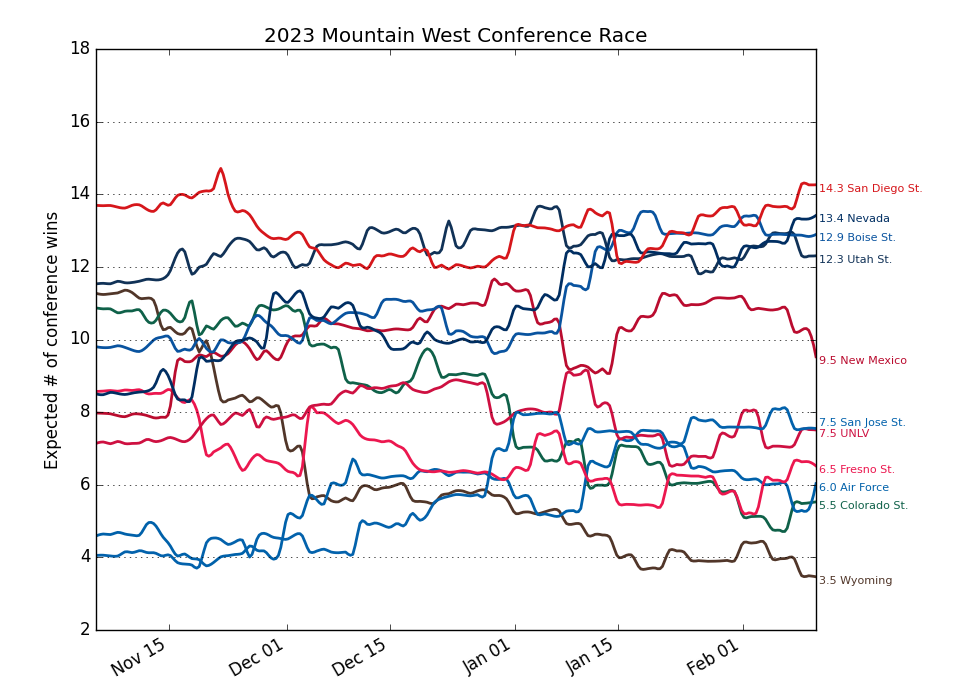 2023 Mountain West Conference Race
Expected # of conference wins
18
16
14
12
10
8
6
4
2
14.3 San Diego St.
13.4 Nevada
12.9 Boise St.
12.3 Utah St.
9.5 New Mexico
7.5 San Jose St.
7.5 UNLV
6.5 Fresno St.
6.0 Air Force
5.5 Colorado St.
3.5 Wyoming
Nov 15
Dec 01
Dec 15
Jan 01
Jan 15
Feb 01